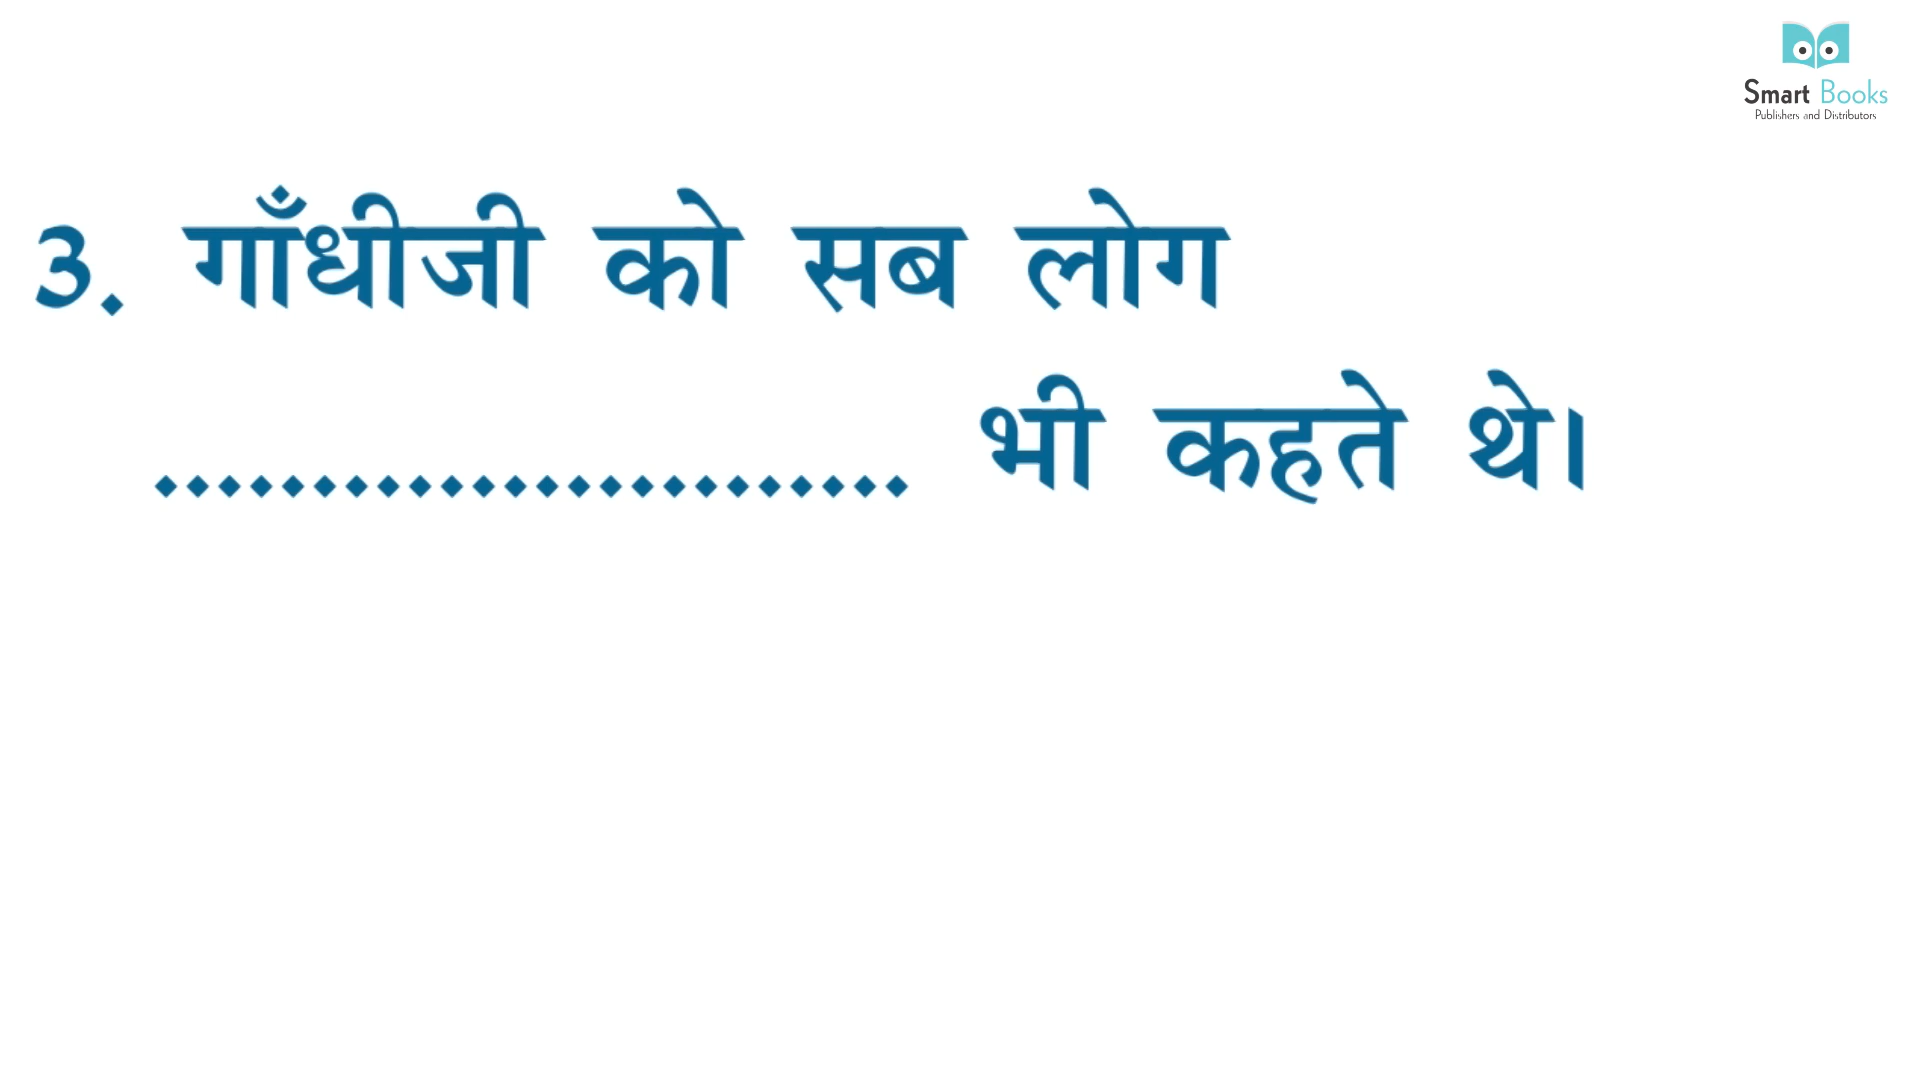 Smart Books
Publishers and Distributors
3. गाँधीजी को सब लोग
........................ भी कहते थे।